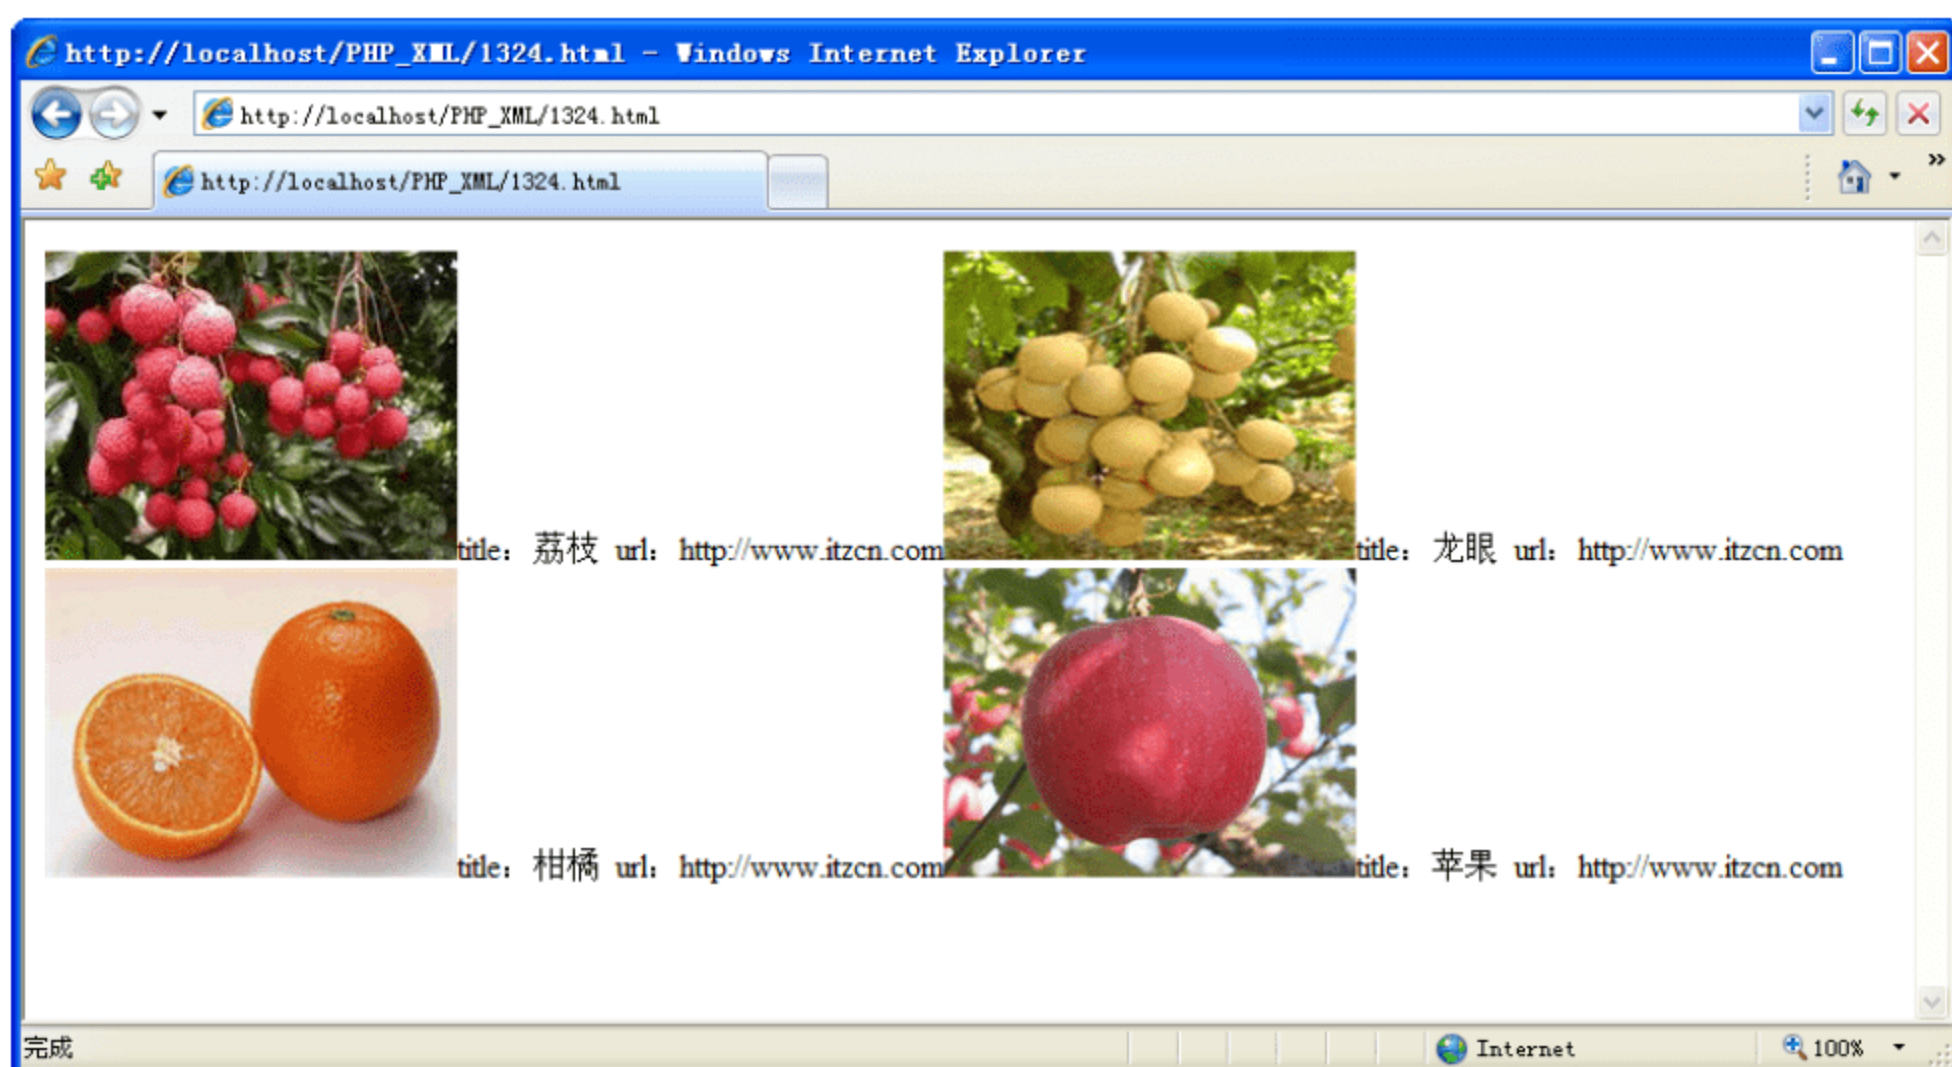 http://localhost/PHP_XML/1324.html - Windows Internet Explorer
http://localhost/PHP_XML/1324.html
http://localhost/PHP_XML/1324.html
title：荔枝 url：http://www.itzcn.com title：龙眼 url：http://www.itzcn.com
title：柑橘 url：http://www.itzcn.com title：苹果 url：http://www.itzcn.com
完成 Internet 100%